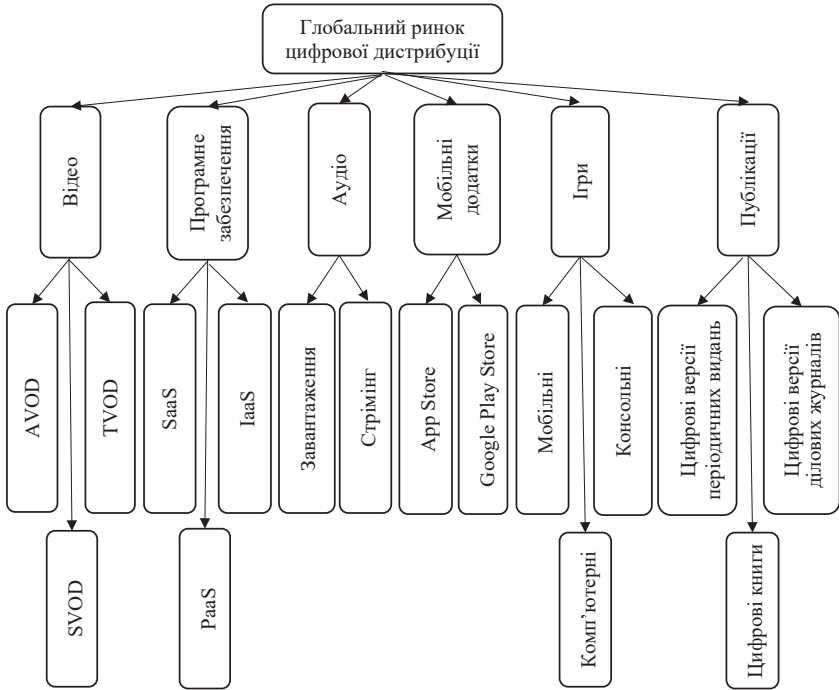 Глобальний ринок
цифрової дистрибуції
Відео
Програмне
забезпечення
Аудіо
Мобільні
додатки
Ігри
Публікації
AVOD
TVOD
SaaS
IaaS
Завантаження
Стрімінг
App Store
Google Play Store
Мобільні
Консольні
Цифрові версії
періодичних видань
Цифрові версії
ділових журналів
SVOD
PaaS
Комп’ютерні
Цифрові книги